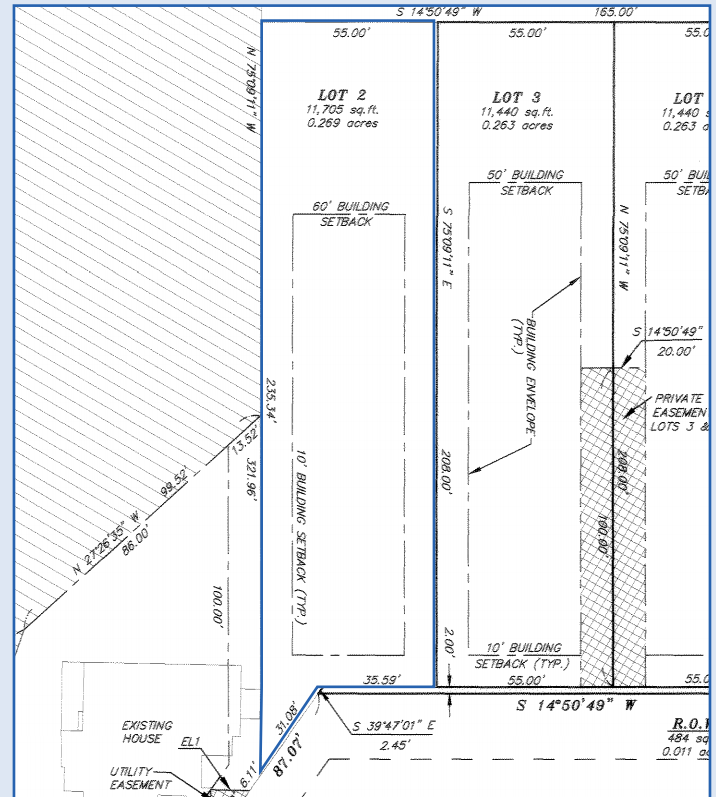 S 14°50'49" W
165.00'
55.00'
55.00'
55.0
N 75°09'11" W
LOT 2
11,705 sq.ft.
0.269 acres
LOT 3
11,440 sq.ft.
0.263 acres
LOT
11,440 s
0.263 a
60' BUILDING
SETBACK
50' BUILDING
SETBACK
50' BUI
SETBA
S 75°09'11" E
N 75°09'11" W
BUILDING ENVELOPE
(TYP.)
S 14°50'49"
20.00'
PRIVATE
EASEMEN
LOTS 3 &
235.34'
321.96'
13.52'
99.52'
N 27°26'35" W
86.00'
10' BUILDING SETBACK (TYP.)
208.00'
208.00'
100.00'
100.00'
2.00'
10' BUILDING
SETBACK (TYP.)
35.59'
55.00'
55.0
S 14°50'49" W
31.08'
87.07'
6.11'
S 39°47'01" E
2.45'
EXISTING
HOUSE
EL1
UTILITY
EASEMENT
R.O.
484 sq
0.011 ac